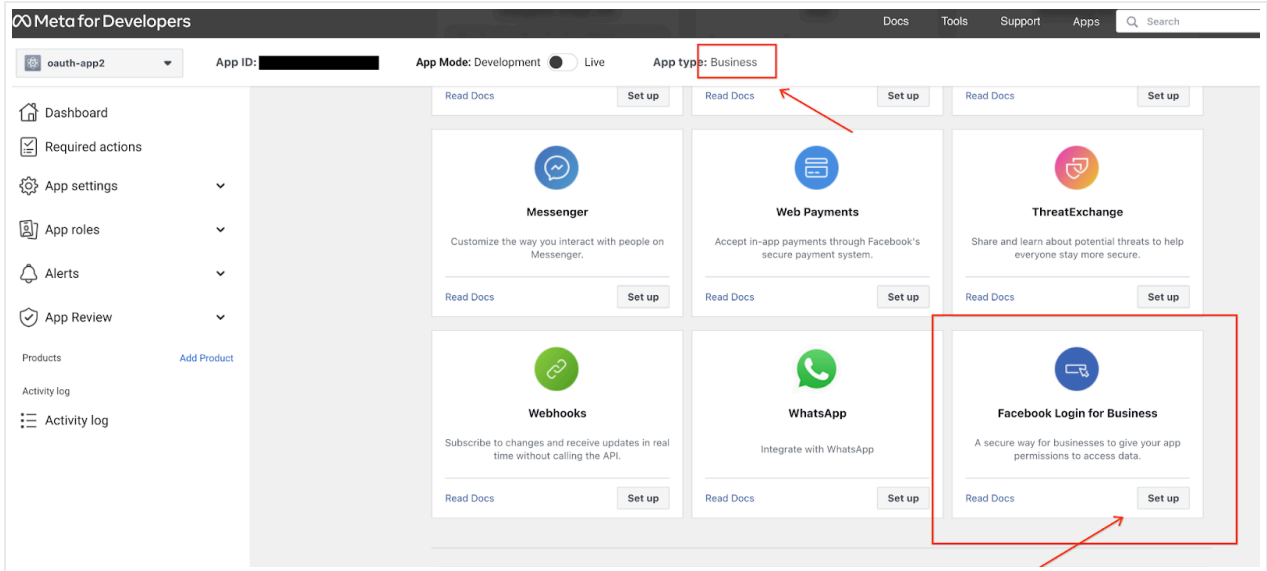 Meta for Developers
Docs Tools Support Apps Search
oauth-app2 App ID: App Mode: Development Live App type: Business
Read Docs Set up Read Docs Set up Read Docs Set up
Dashboard
Required actions
App settings
App roles
Alerts
App Review
Products Add Product
Activity log
Activity log
Messenger
Customize the way you interact with people on
Messenger.
Read Docs Set up
Web Payments
Accept in-app payments through Facebook's
secure payment system.
Read Docs Set up
ThreatExchange
Share and learn about potential threats to help
everyone stay more secure.
Read Docs Set up
Webhooks
Subscribe to changes and receive updates in real
time without calling the API.
Read Docs Set up
WhatsApp
Integrate with WhatsApp
Read Docs Set up
Facebook Login for Business
A secure way for businesses to give your app
permissions to access data.
Read Docs Set up